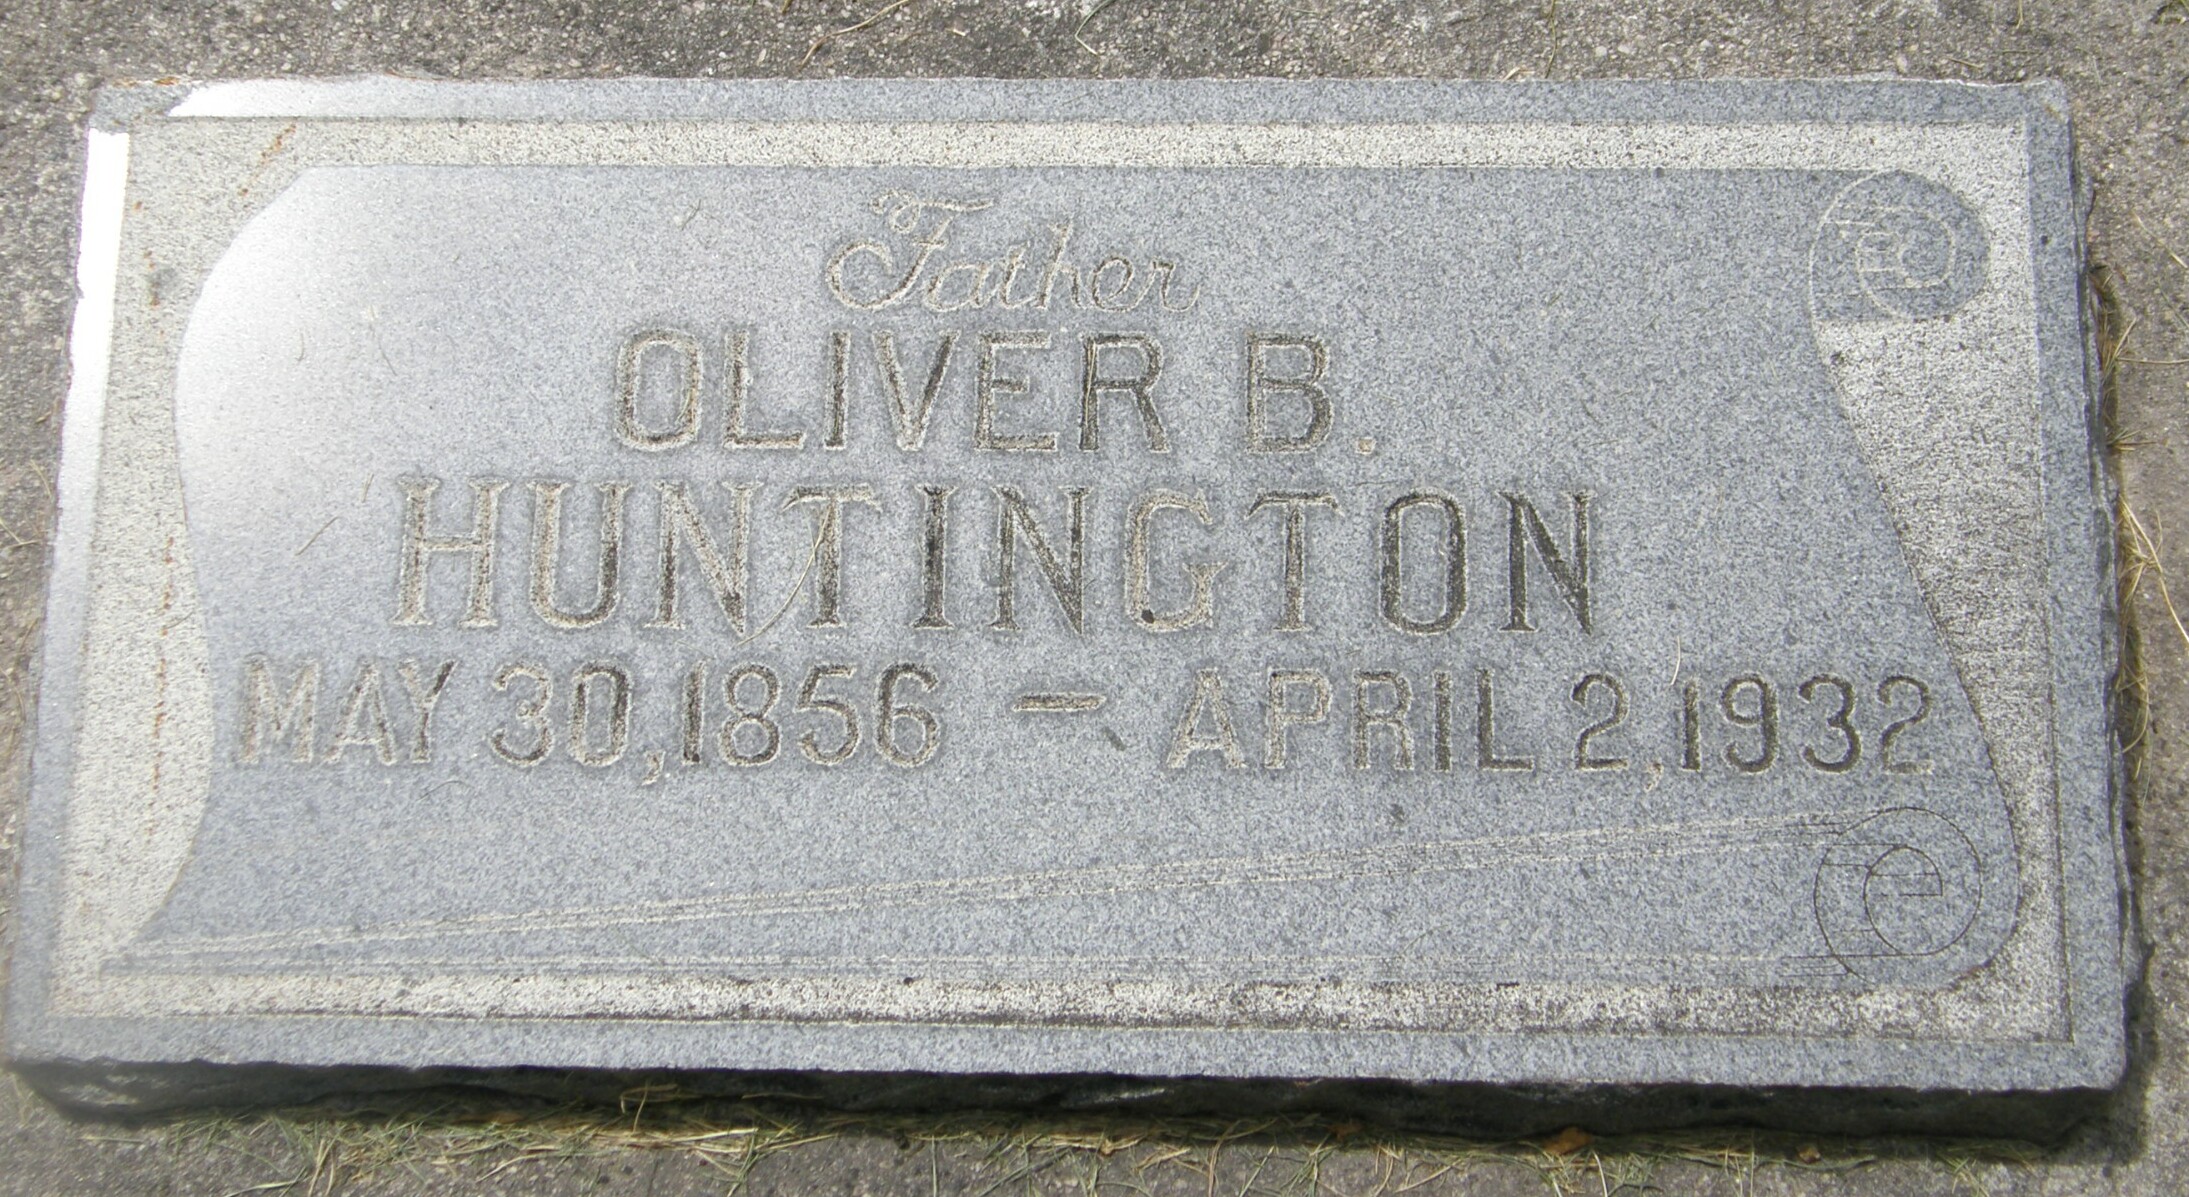 Father
OLIVER B.
HUNTINGTON
MAY 30, 1856 — APRIL 2, 1932